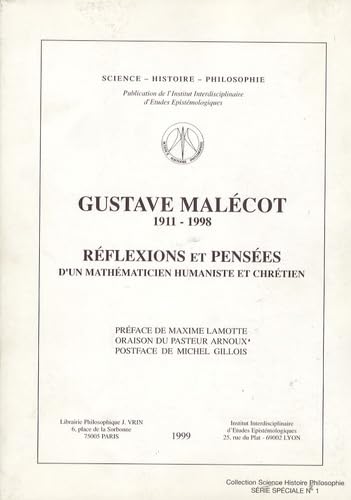 SCIENCE – HISTOIRE – PHILOSOPHIE
Publication de l'Institut Interdisciplinaire
d'Etudes Epistémologiques
GUSTAVE MALÉCOT
1911 - 1998
RÉFLEXIONS ET PENSÉES
D'UN MATHÉMATICIEN HUMANISTE ET CHRÉTIEN
PRÉFACE DE MAXIME LAMOTTE
ORAISON DU PASTEUR ARNOUX
POSTFACE DE MICHEL GILLOIS
Librairie Philosophique J. VRIN
6, place de la Sorbonne
75005 PARIS
1999
Institut Interdisciplinaire
d'Etudes Epistémologiques
25, rue du Plat - 69002 LYON
Collection Science Histoire Philosophie
SÉRIE SPÉCIALE N° 1